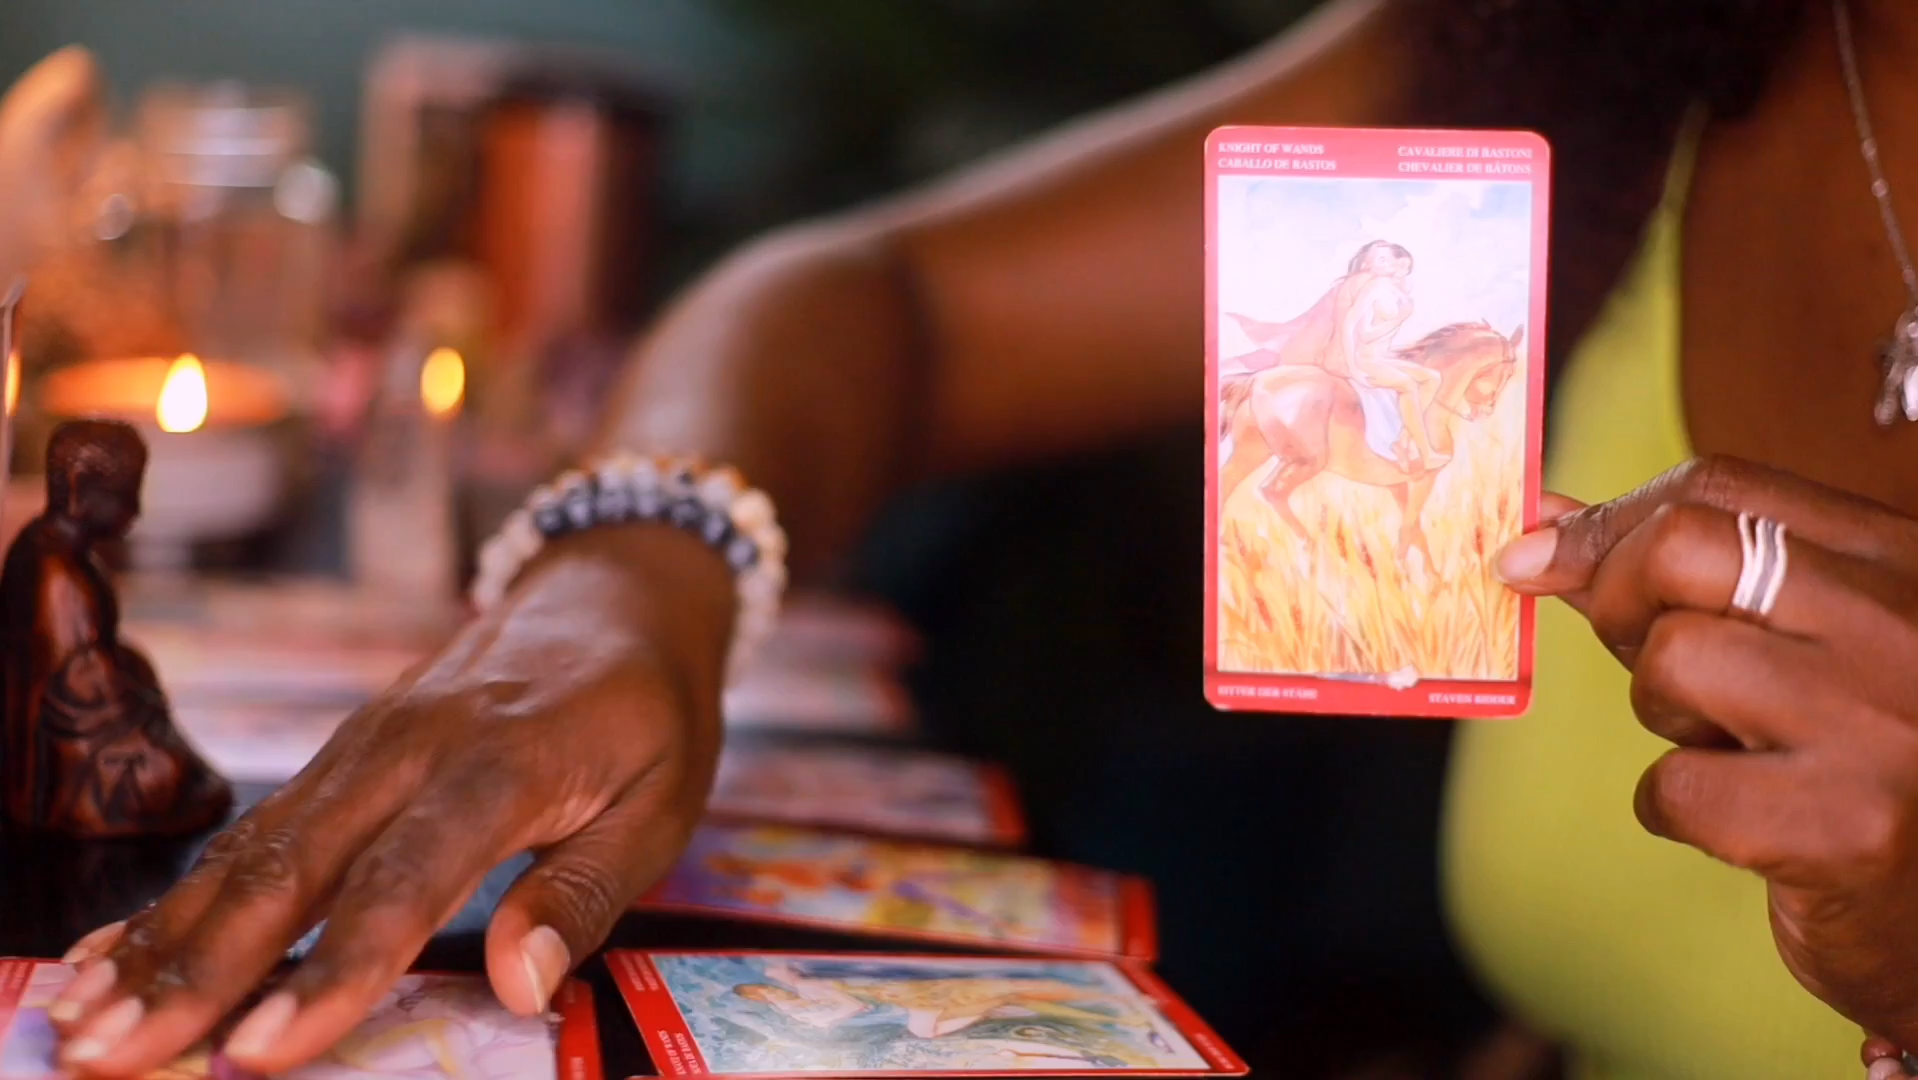 KNIGHT OF WANDS
CABALLO DE BASTOS
CAVALIERE DI BASTONI
CHEVALIER DE BÂTONS
RITTER DER STÄBE
STAVEN RIDDER